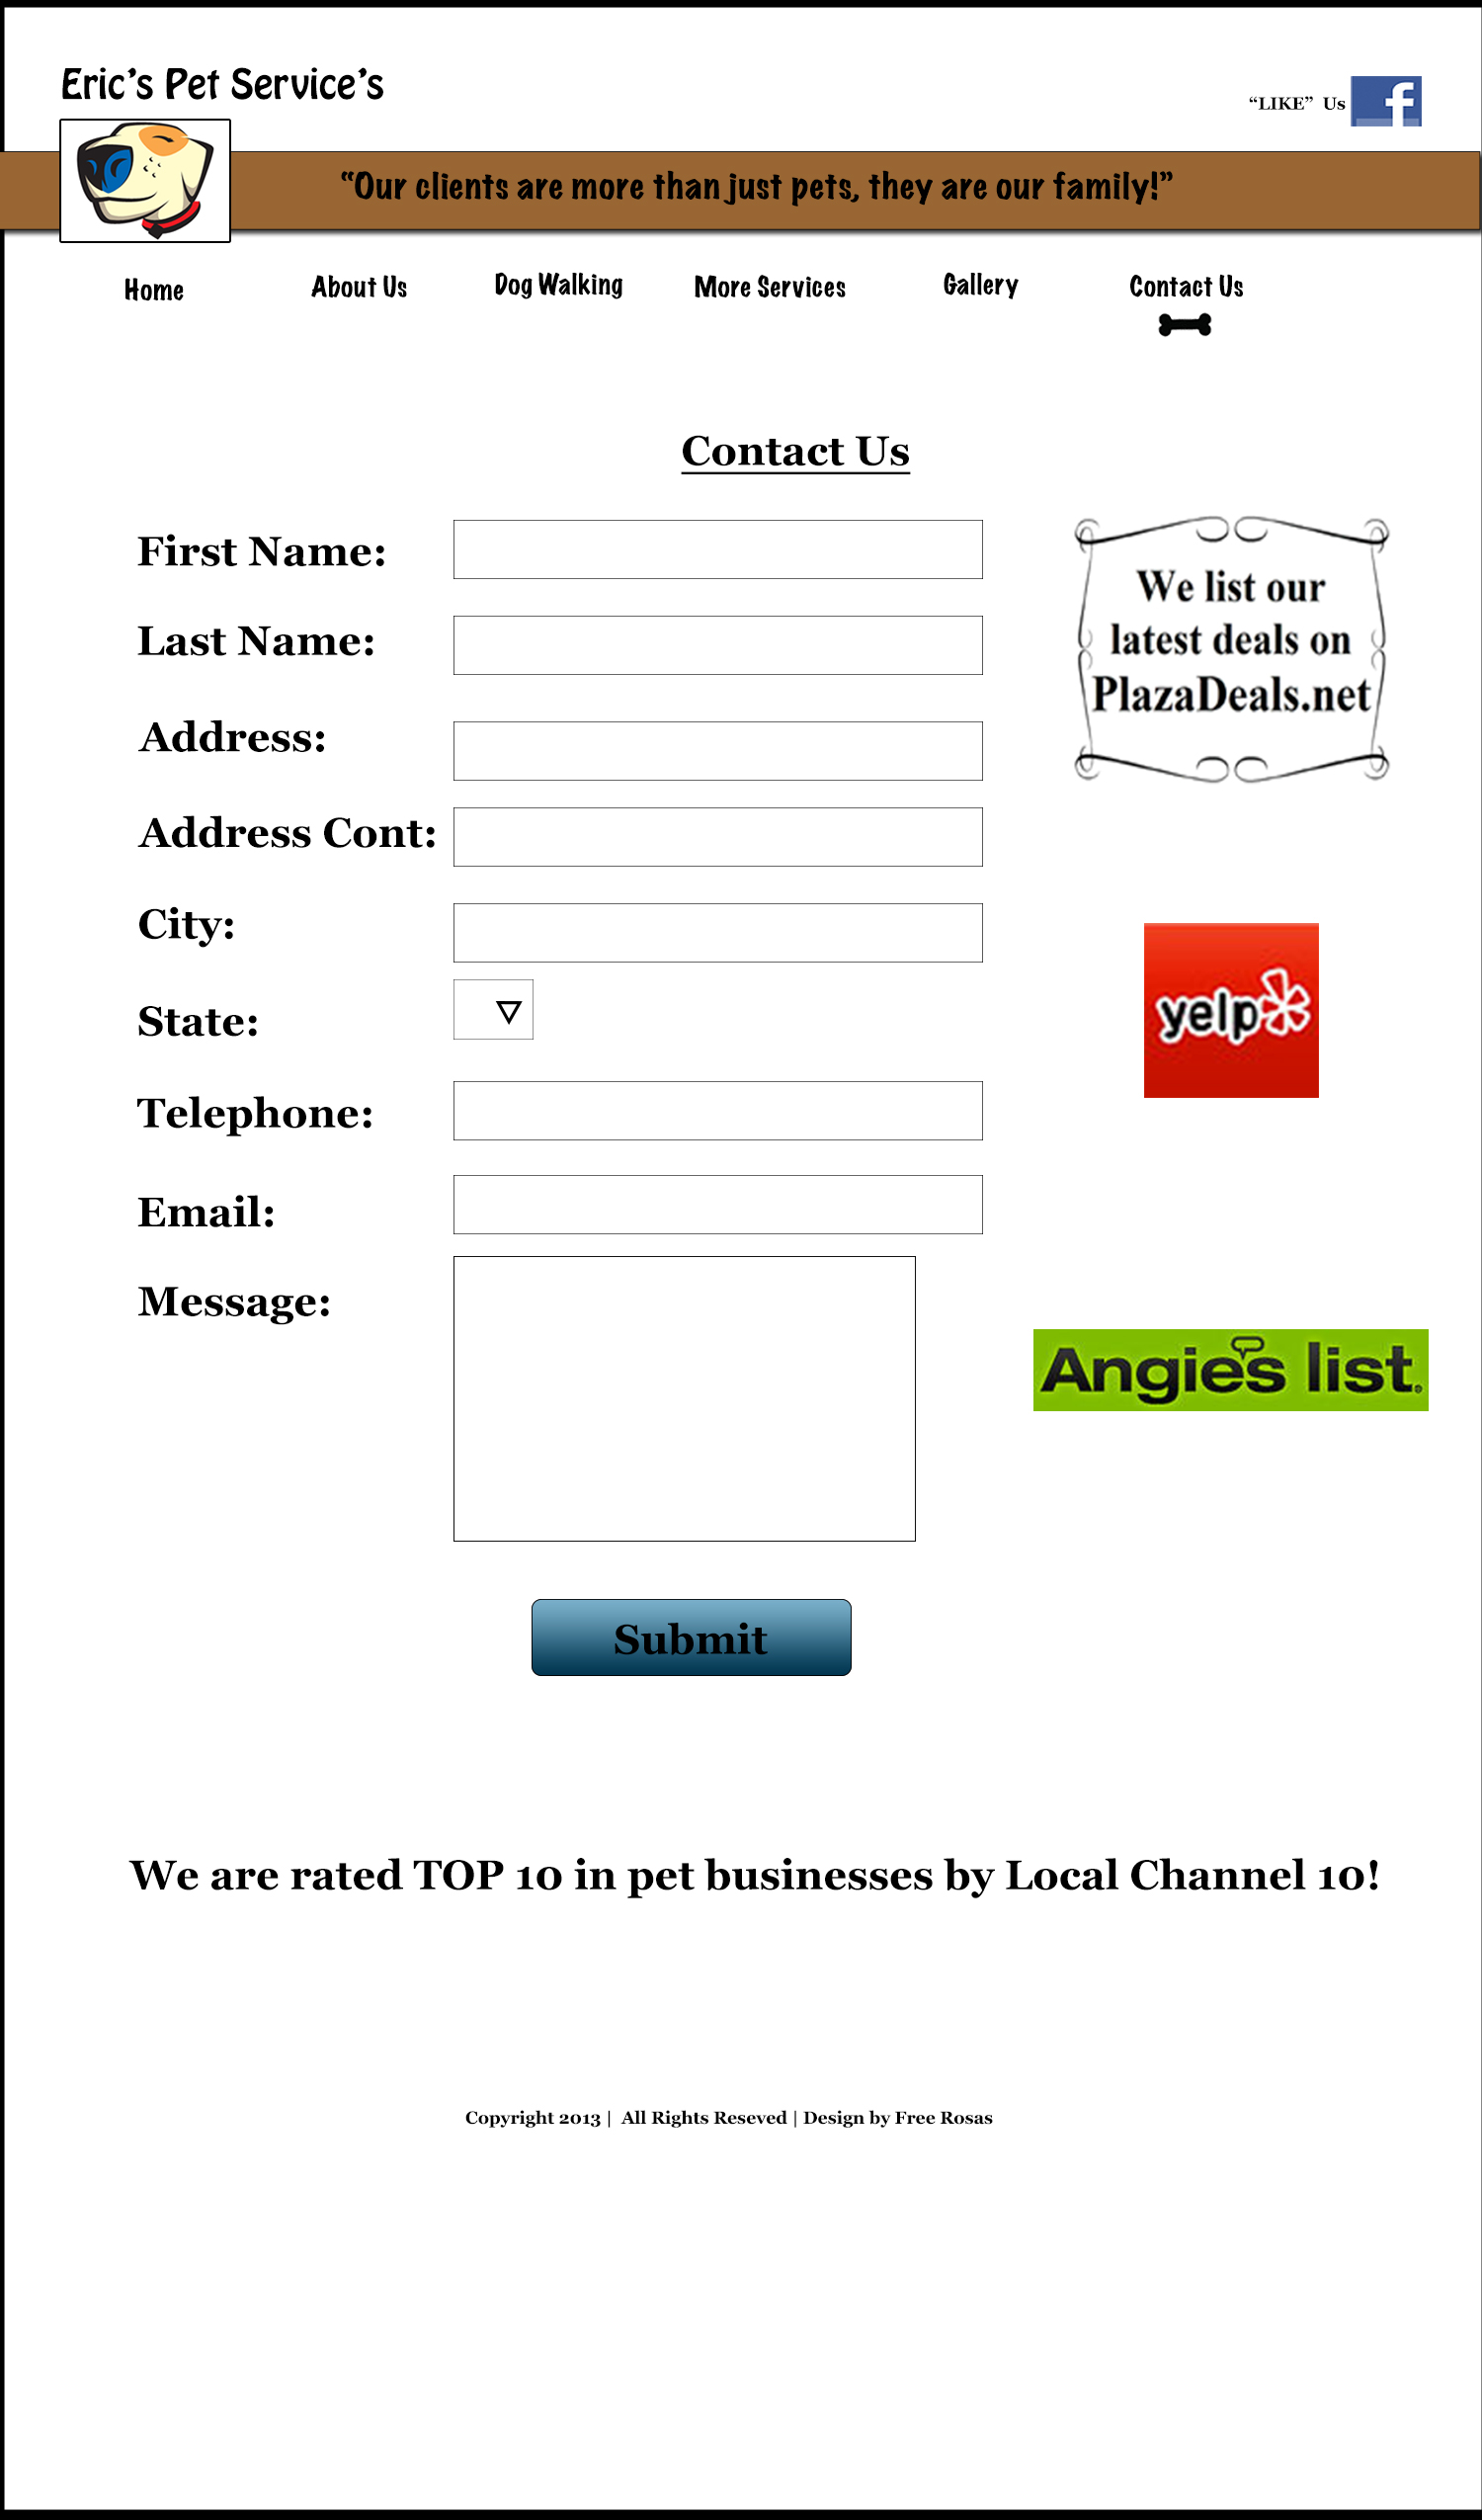 Eric’s Pet Service’s
“LIKE” Us f
“Our clients are more than just pets, they are our family!”
Home About Us Dog Walking More Services Gallery Contact Us
Contact Us
First Name:
Last Name:
Address:
Address Cont:
City:
State:
Telephone:
Email:
Message:
Submit
We list our
latest deals on
PlazaDeals.net
yelp
Angie's list®
We are rated TOP 10 in pet businesses by Local Channel 10!
Copyright 2013 | All Rights Reseved | Design by Free Rosas